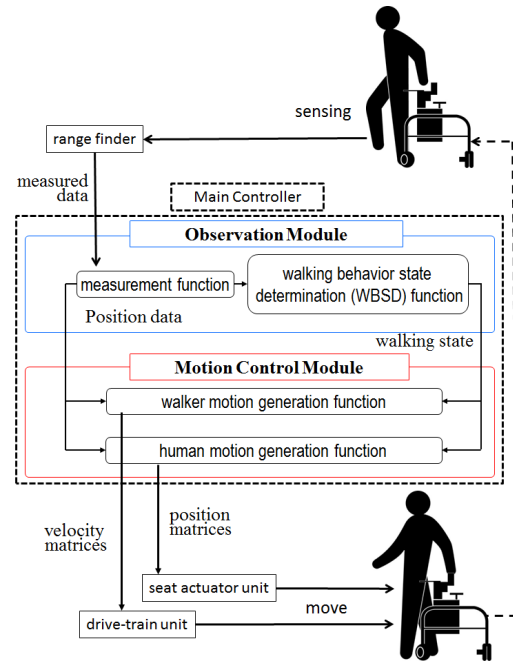 sensing
range finder
measured
data
Main Controller
Observation Module
measurement function
walking behavior state
determination (WBSD) function
Position data
walking state
Motion Control Module
walker motion generation function
human motion generation function
velocity
matrices
position
matrices
seat actuator unit
move
drive-train unit